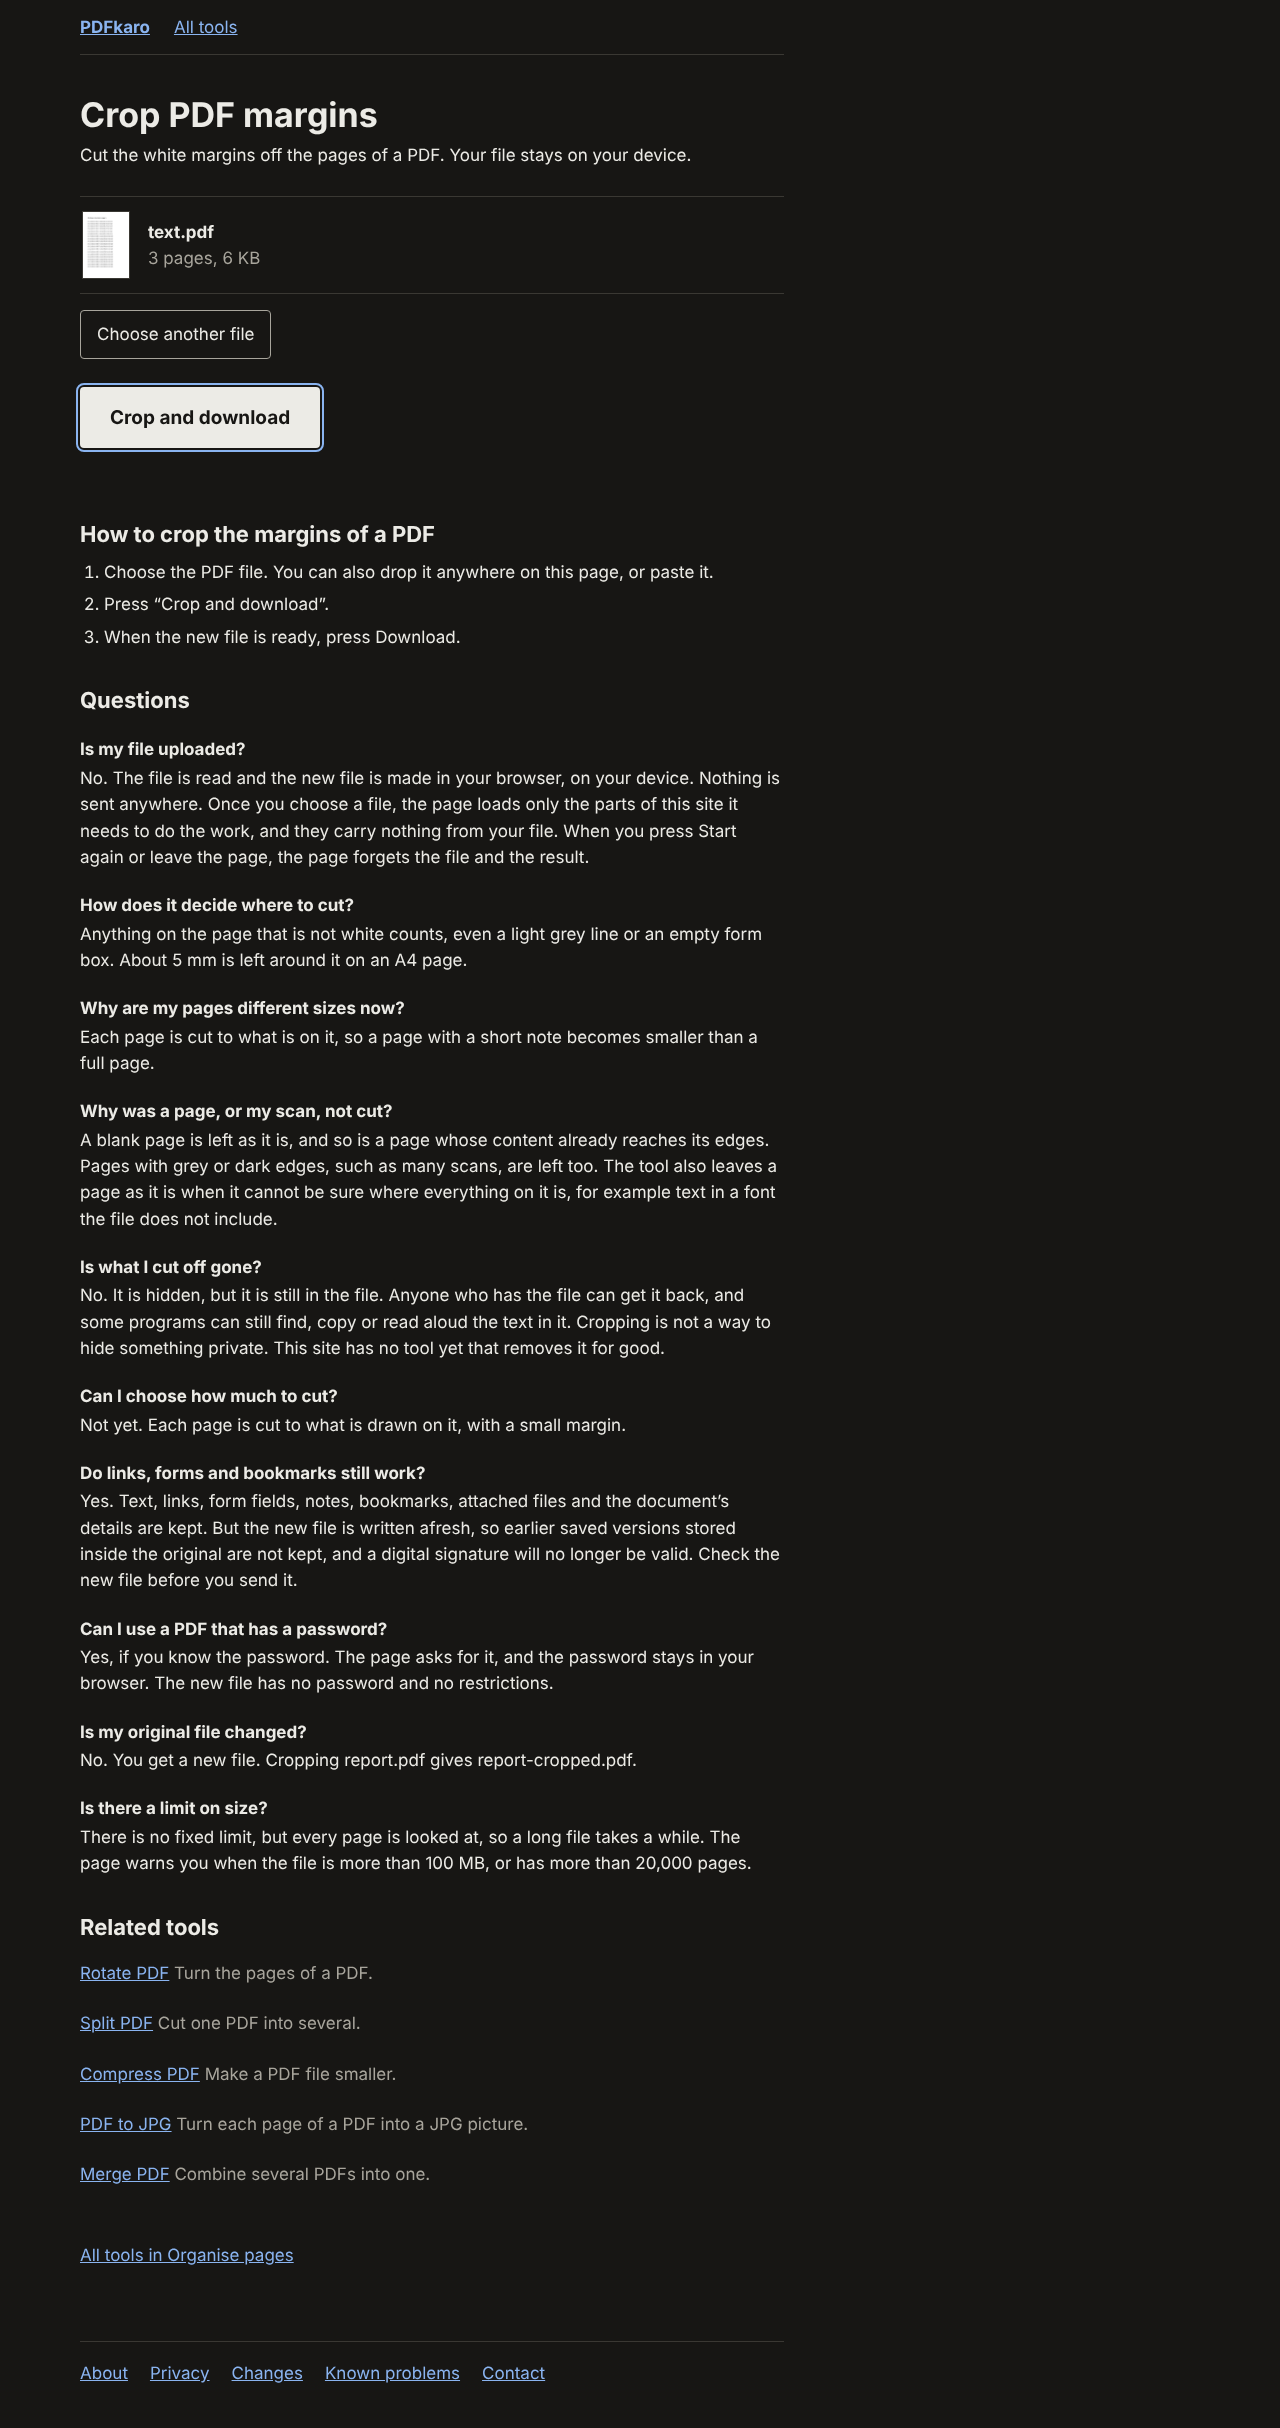 PDFkaro All tools
Crop PDF margins
Cut the white margins off the pages of a PDF. Your file stays on your device.
text.pdf
3 pages, 6 KB
Choose another file
Crop and download
How to crop the margins of a PDF
1. Choose the PDF file. You can also drop it anywhere on this page, or paste it.
2. Press “Crop and download”.
3. When the new file is ready, press Download.
Questions
Is my file uploaded?
No. The file is read and the new file is made in your browser, on your device. Nothing is
sent anywhere. Once you choose a file, the page loads only the parts of this site it
needs to do the work, and they carry nothing from your file. When you press Start
again or leave the page, the page forgets the file and the result.
How does it decide where to cut?
Anything on the page that is not white counts, even a light grey line or an empty form
box. About 5 mm is left around it on an A4 page.
Why are my pages different sizes now?
Each page is cut to what is on it, so a page with a short note becomes smaller than a
full page.
Why was a page, or my scan, not cut?
A blank page is left as it is, and so is a page whose content already reaches its edges.
Pages with grey or dark edges, such as many scans, are left too. The tool also leaves a
page as it is when it cannot be sure where everything on it is, for example text in a font
the file does not include.
Is what I cut off gone?
No. It is hidden, but it is still in the file. Anyone who has the file can get it back, and
some programs can still find, copy or read aloud the text in it. Cropping is not a way to
hide something private. This site has no tool yet that removes it for good.
Can I choose how much to cut?
Not yet. Each page is cut to what is drawn on it, with a small margin.
Do links, forms and bookmarks still work?
Yes. Text, links, form fields, notes, bookmarks, attached files and the document’s
details are kept. But the new file is written afresh, so earlier saved versions stored
inside the original are not kept, and a digital signature will no longer be valid. Check the
new file before you send it.
Can I use a PDF that has a password?
Yes, if you know the password. The page asks for it, and the password stays in your
browser. The new file has no password and no restrictions.
Is my original file changed?
No. You get a new file. Cropping report.pdf gives report-cropped.pdf.
Is there a limit on size?
There is no fixed limit, but every page is looked at, so a long file takes a while. The
page warns you when the file is more than 100 MB, or has more than 20,000 pages.
Related tools
Rotate PDF Turn the pages of a PDF.
Split PDF Cut one PDF into several.
Compress PDF Make a PDF file smaller.
PDF to JPG Turn each page of a PDF into a JPG picture.
Merge PDF Combine several PDFs into one.
All tools in Organise pages
About Privacy Changes Known problems Contact